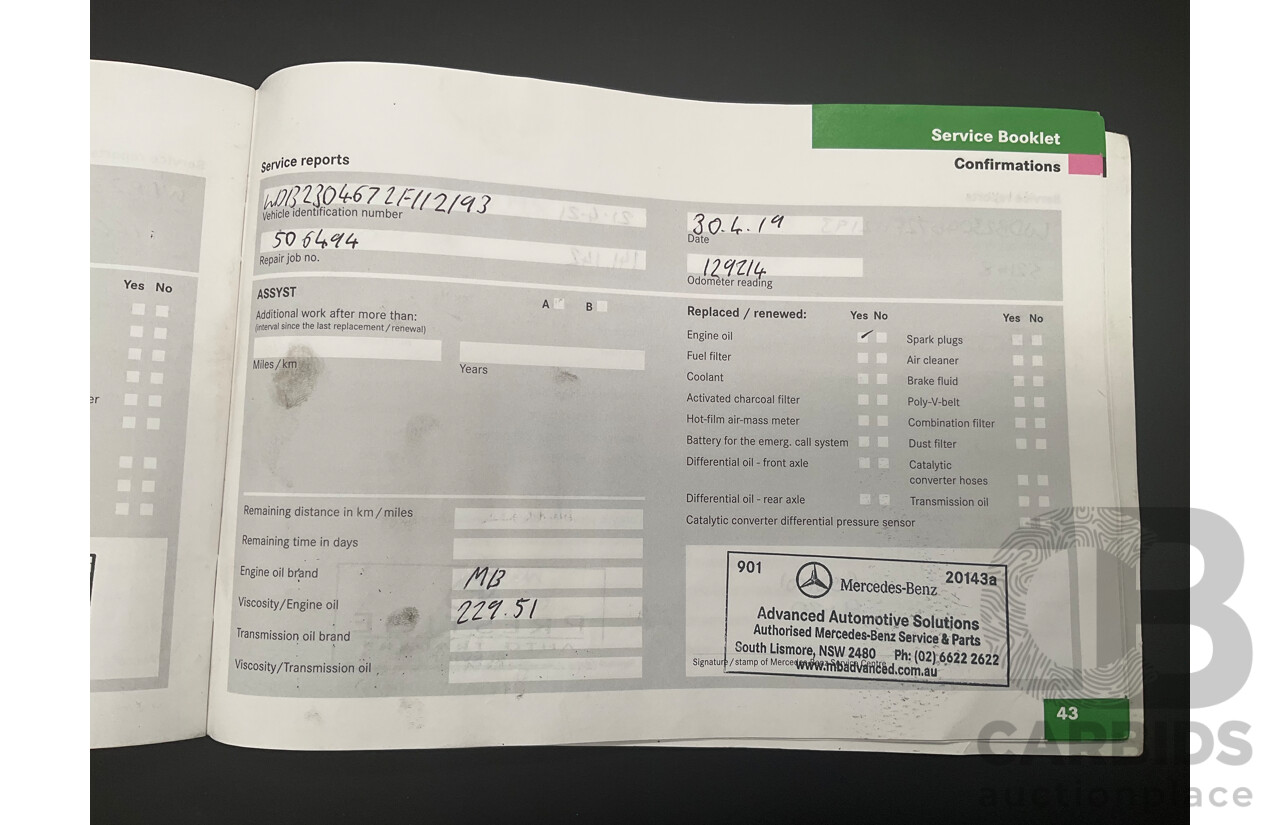 Service Booklet
Confirmations
Service reports
WDB2304672F112193
Vehicle identification number
506494
Repair job no.
30.4.19
Date
129214
Odometer reading
ASSYST
A B
Additional work after more than:
(interval since the last replacement / renewal)
Miles / km
Years
Remaining distance in km / miles
Remaining time in days
Engine oil brand
MB
Viscosity/Engine oil
229.51
Transmission oil brand
Viscosity/Transmission oil
Replaced / renewed:
Yes No
Engine oil
Fuel filter
Coolant
Activated charcoal filter
Hot-film air-mass meter
Battery for the emerg. call system
Differential oil - front axle
Differential oil - rear axle
Catalytic converter differential pressure sensor
Yes No
Spark plugs
Air cleaner
Brake fluid
Poly-V-belt
Combination filter
Dust filter
Catalytic
converter hoses
Transmission oil
901
Mercedes-Benz
20143a
Advanced Automotive Solutions
Authorised Mercedes-Benz Service & Parts
South Lismore, NSW 2480 Ph: (02) 6622 2622
www.mbadvanced.com.au
Signature / stamp of Mercedes-Benz Service Centre
43
Yes No
er
CARBIDS
auctionplace